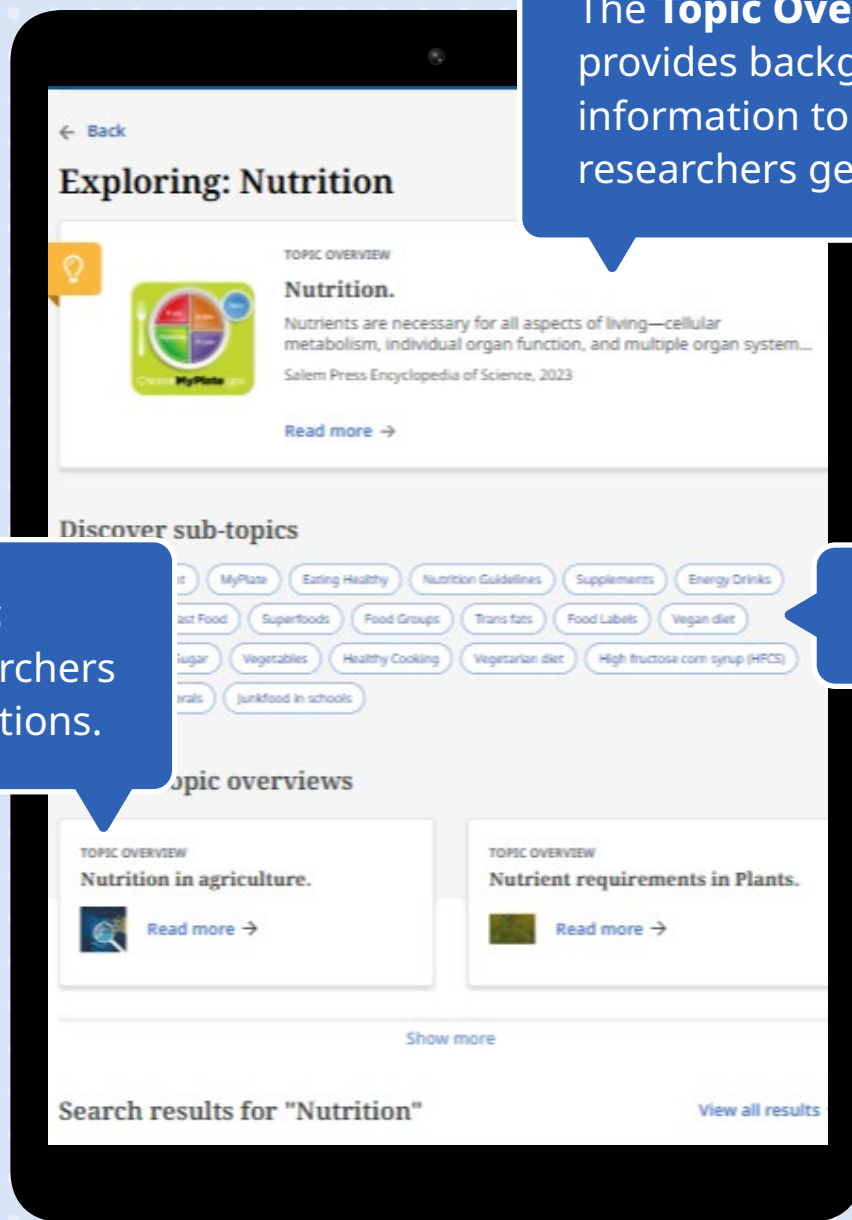 The Topic Ove
provides backg
information to
researchers ge
← Back
Exploring: Nutrition
TOPIC OVERVIEW
Nutrition.
Nutrients are necessary for all aspects of living—cellular
metabolism, individual organ function, and multiple organ system...
Salem Press Encyclopedia of Science, 2023
Read more →
MyPlate
Discover sub-topics
MyPlate Eating Healthy Nutrition Guidelines Supplements Energy Drinks
ast Food Superfoods Food Groups Trans fats Food Labels Vegan diet
Sugar Vegetables Healthy Cooking Vegetarian diet High fructose corn syrup (HFCS)
erals Junkfood in schools
rchers
tions.
opic overviews
TOPIC OVERVIEW
Nutrition in agriculture.
Read more →
TOPIC OVERVIEW
Nutrient requirements in Plants.
Read more →
Show more
Search results for "Nutrition"
View all results